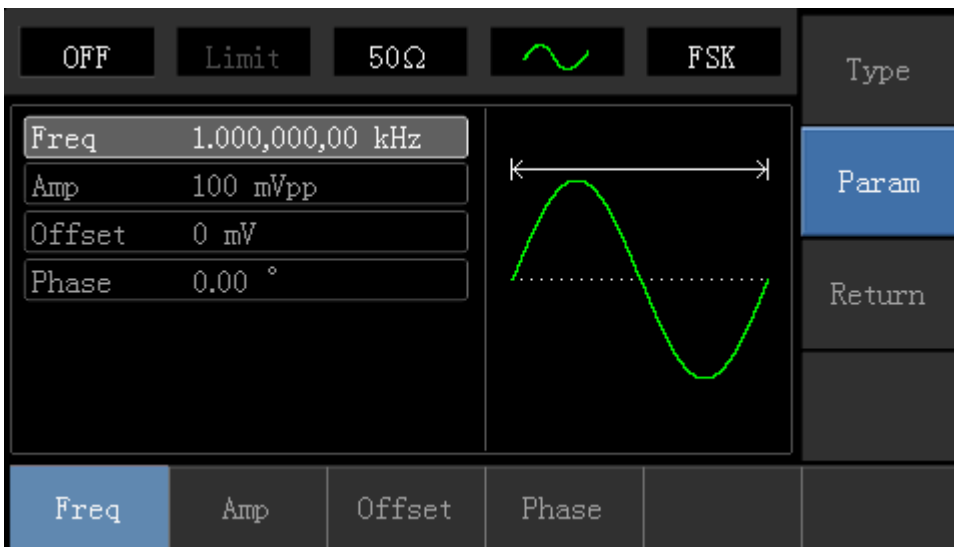 OFF Limit 50Ω FSK
Type
Freq 1.000,000,00 kHz
Amp 100 mVpp
Offset 0 mV
Phase 0.00 °
Param
Return
Freq Amp Offset Phase